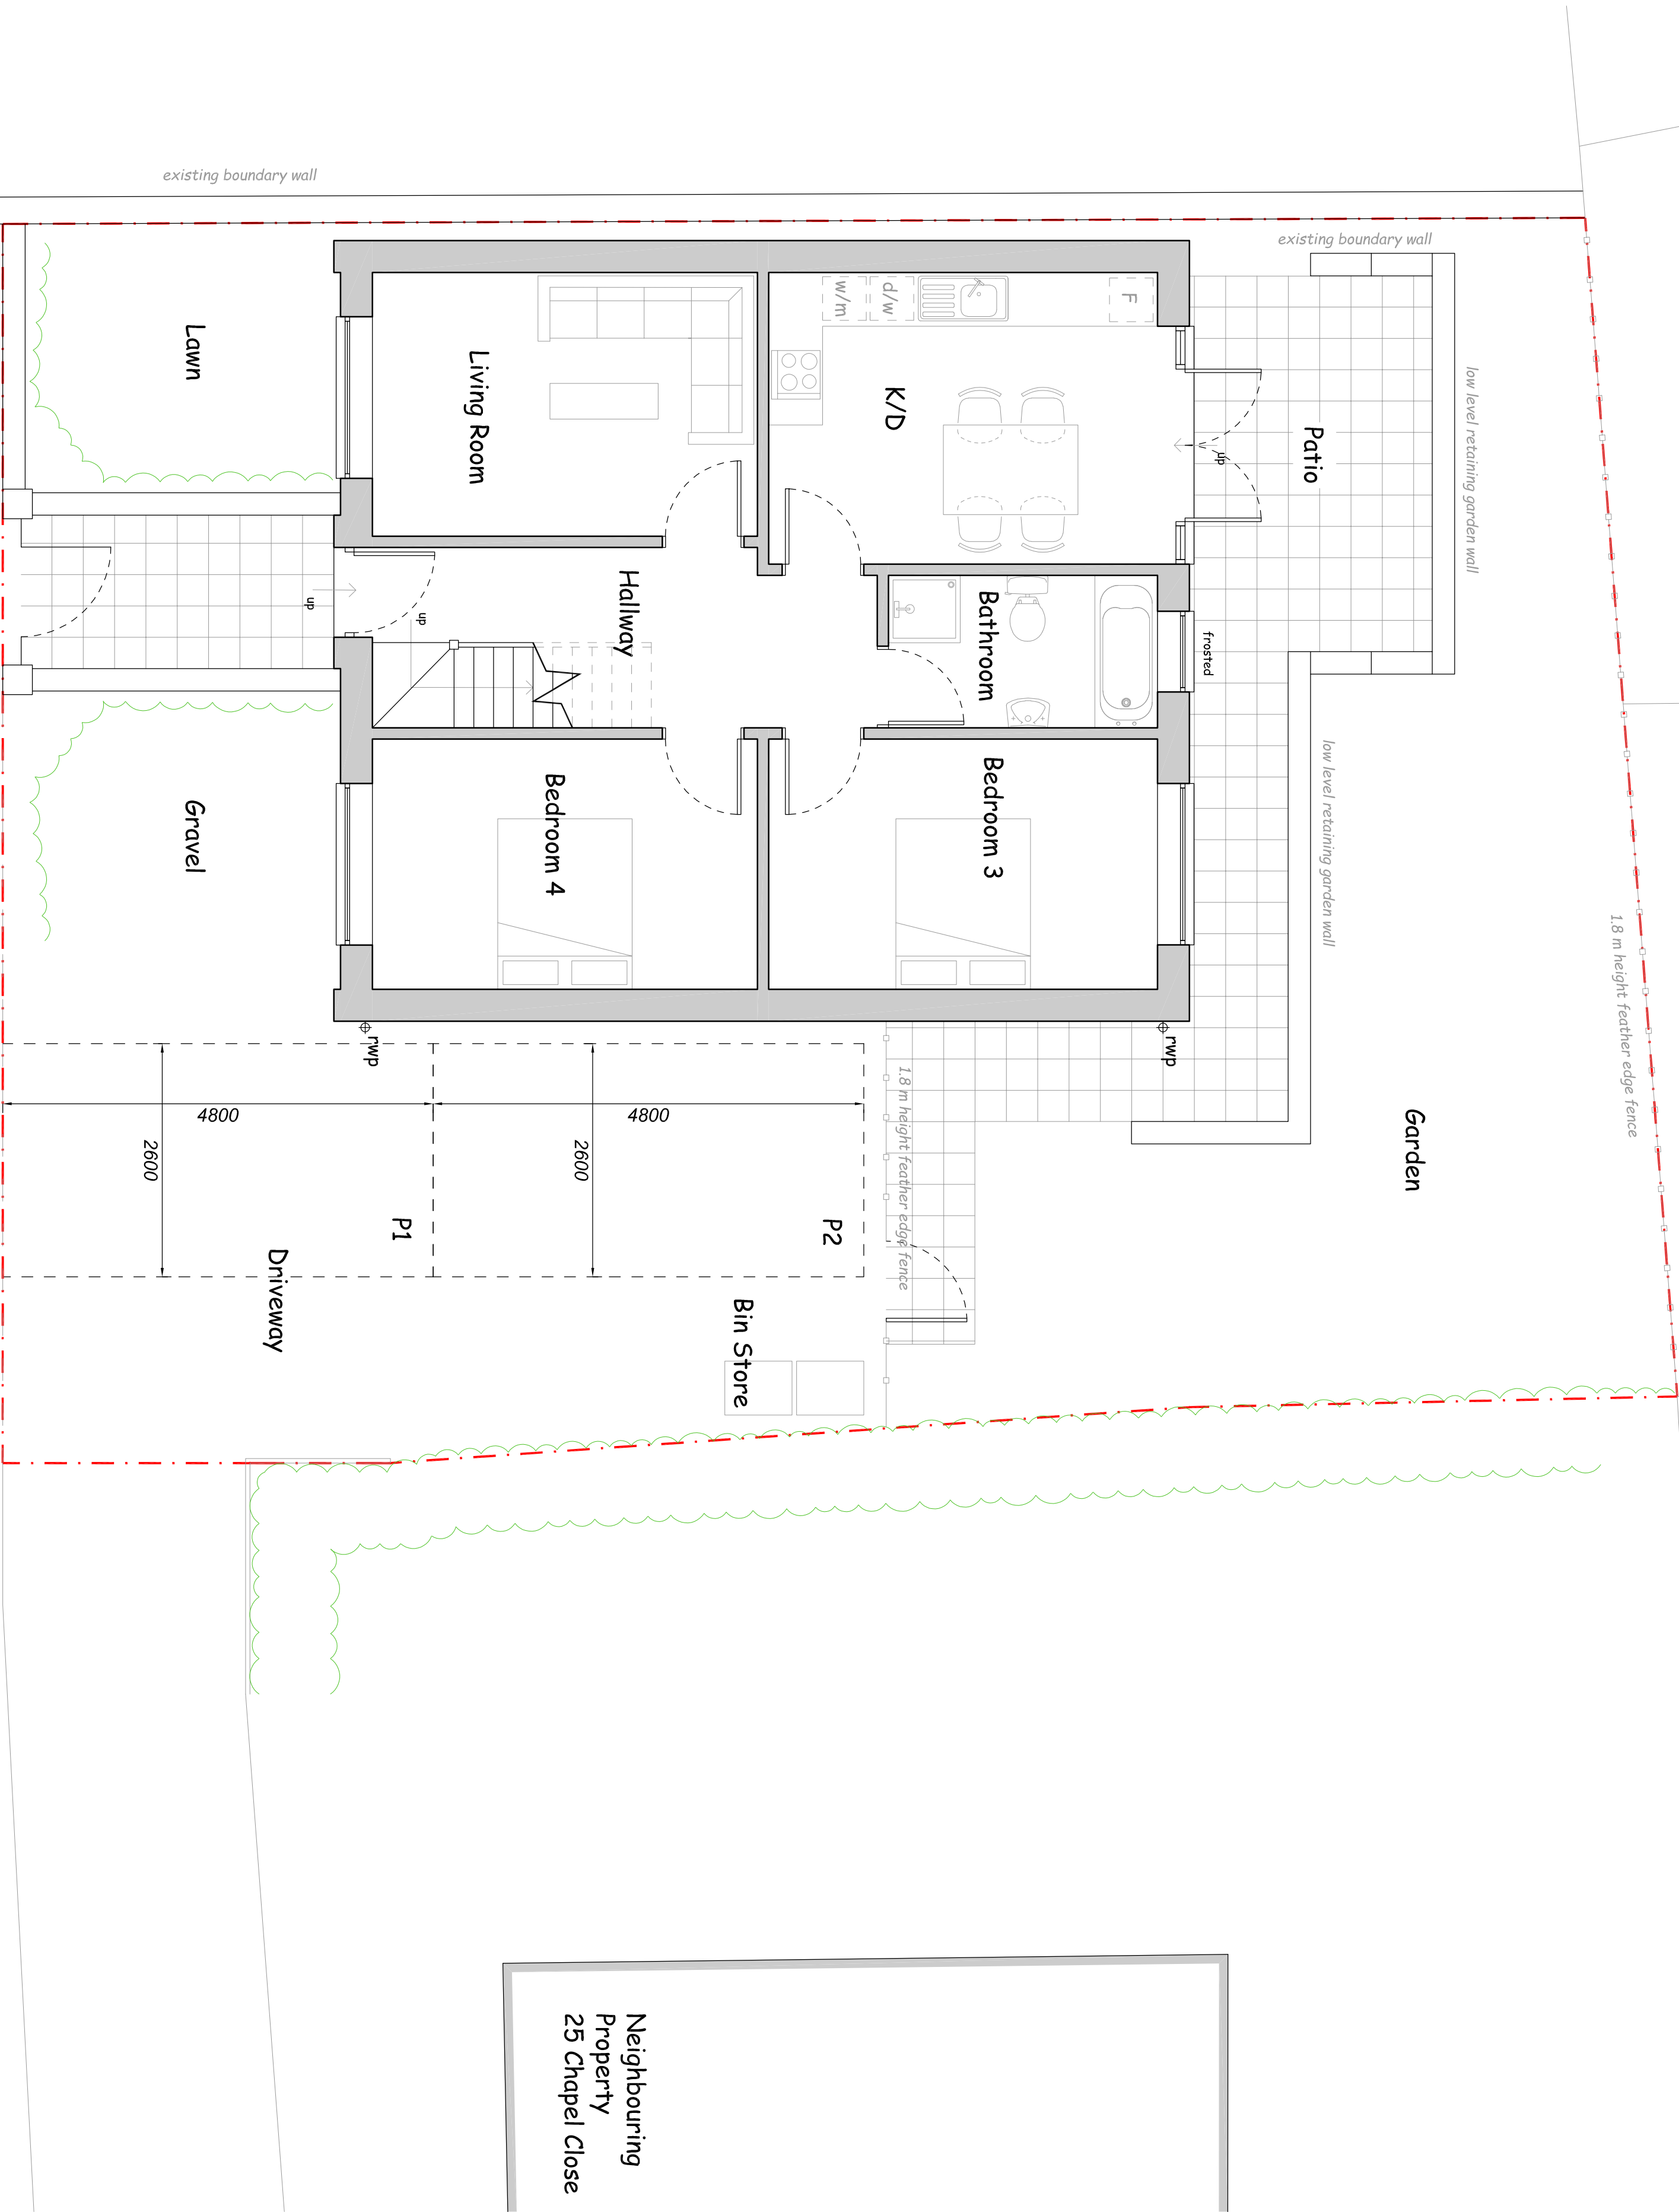 existing boundary wall
existing boundary wall
Lawn
Living Room
w/m
d/w
F
K/D
up
Patio
low level retaining garden wall
Hallway
up
up
Bathroom
frosted
low level retaining garden wall
Gravel
Bedroom 4
Bedroom 3
1.8 m height feather edge fence
rwp
rwp
4800
4800
2600
2600
1.8 m height feather edge fence
Garden
P1
P2
Driveway
Bin Store
Neighbouring
Property
25 Chapel Close